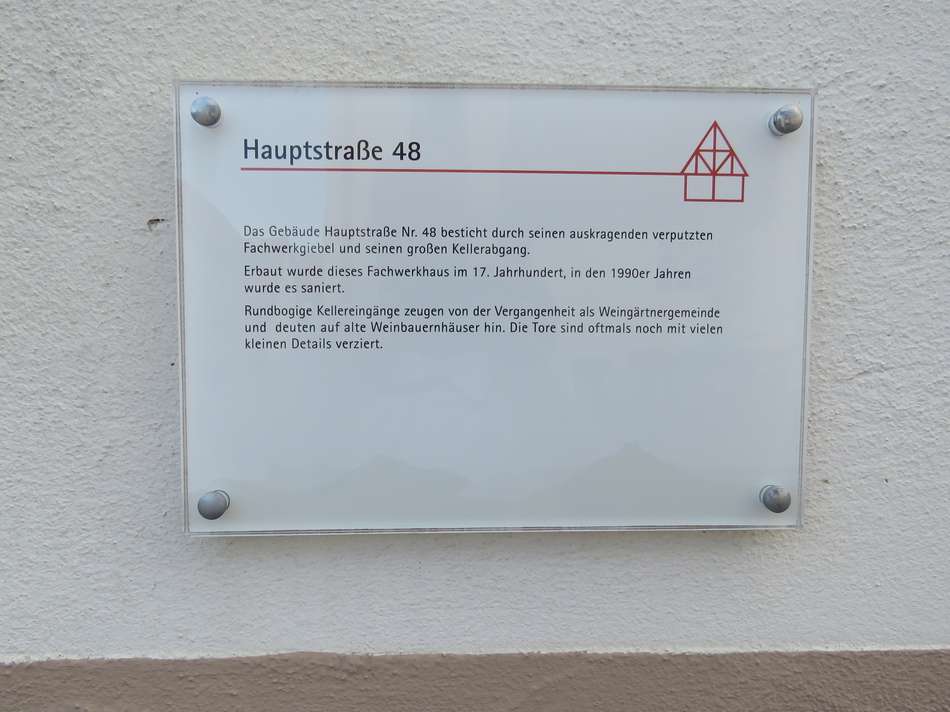 Hauptstraße 48
Das Gebäude Hauptstraße Nr. 48 besticht durch seinen auskragenden verputzten
Fachwerkgiebel und seinen großen Kellerabgang.
Erbaut wurde dieses Fachwerkhaus im 17. Jahrhundert, in den 1990er Jahren
wurde es saniert.
Rundbogige Kellereingänge zeugen von der Vergangenheit als Weingärtnergemeinde
und deuten auf alte Weinbauernhäuser hin. Die Tore sind oftmals noch mit vielen
kleinen Details verziert.